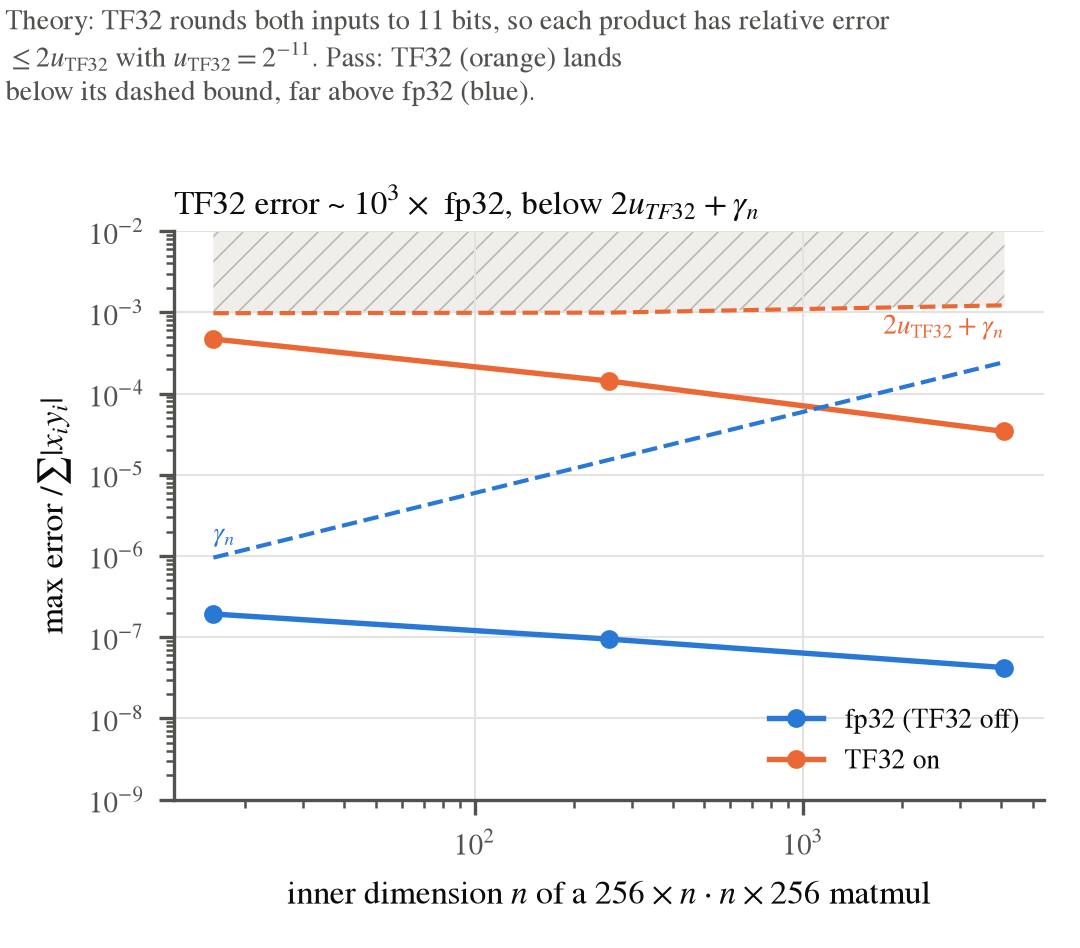 Theory: TF32 rounds both inputs to 11 bits, so each product has relative error
≤ 2u_TF32 with u_TF32 = 2^−11. Pass: TF32 (orange) lands
below its dashed bound, far above fp32 (blue).
TF32 error ~ 10^3 × fp32, below 2u_TF32 + γ_n
10^−2
10^−3
10^−4
10^−5
10^−6
10^−7
10^−8
10^−9
max error / ∑|x_i y_i|
2u_TF32 + γ_n
γ_n
fp32 (TF32 off)
TF32 on
10^2
10^3
inner dimension n of a 256 × n · n × 256 matmul